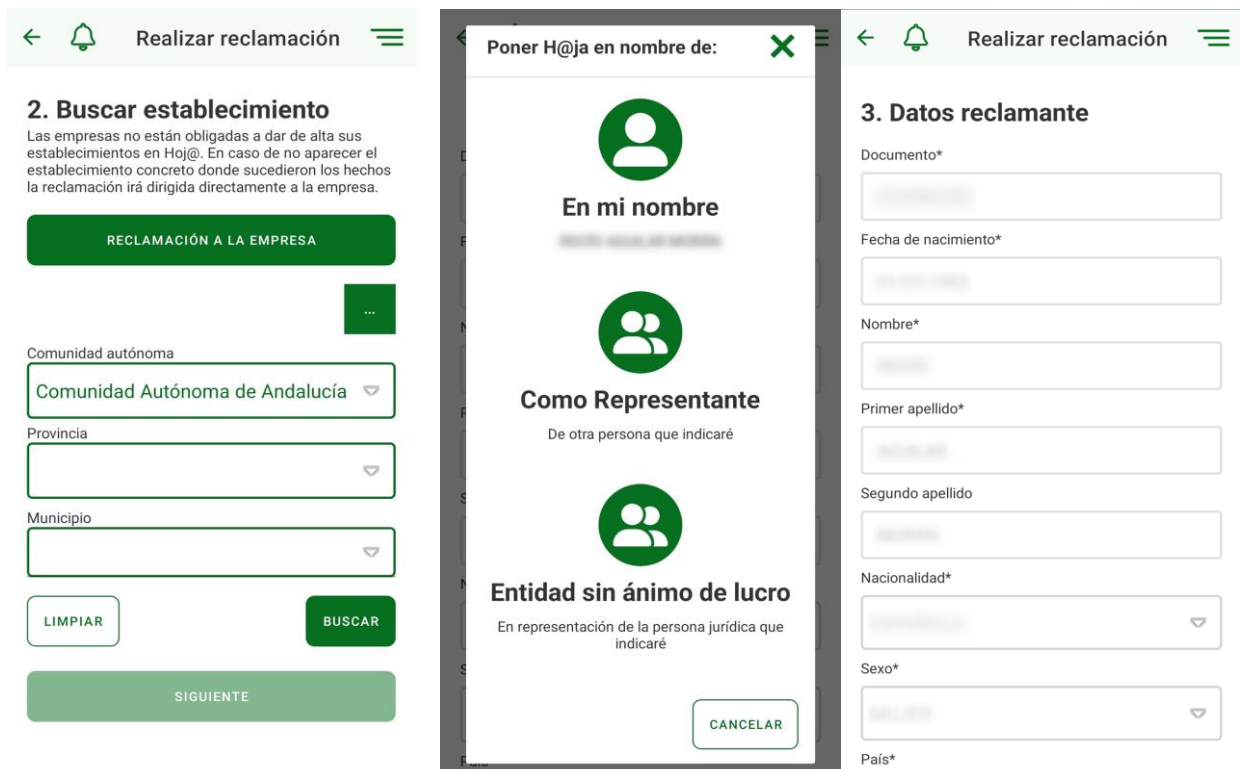 Realizar reclamación
2. Buscar establecimiento
Las empresas no están obligadas a dar de alta sus
establecimientos en Hoj@. En caso de no aparecer el
establecimiento concreto donde sucedieron los hechos
la reclamación irá dirigida directamente a la empresa.
RECLAMACIÓN A LA EMPRESA
...
Comunidad autónoma
Comunidad Autónoma de Andalucía
Provincia
Municipio
LIMPIAR
BUSCAR
SIGUIENTE
Poner H@ja en nombre de:
En mi nombre
Como Representante
De otra persona que indicaré
Entidad sin ánimo de lucro
En representación de la persona jurídica que
indicaré
CANCELAR
Realizar reclamación
3. Datos reclamante
Documento*
Fecha de nacimiento*
Nombre*
Primer apellido*
Segundo apellido
Nacionalidad*
Sexo*
País*